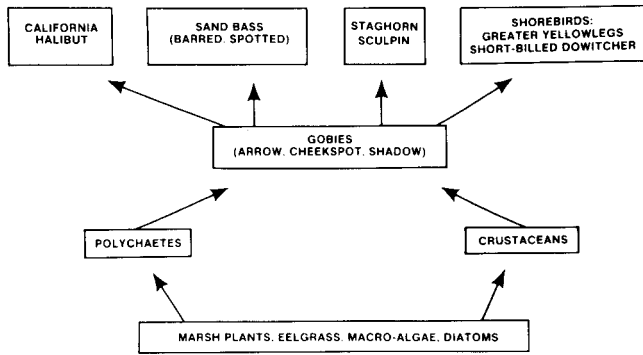 CALIFORNIA
HALIBUT
SAND BASS
(BARRED. SPOTTED)
STAGHORN
SCULPIN
SHOREBIRDS:
GREATER YELLOWLEGS
SHORT-BILLED DOWITCHER
GOBIES
(ARROW. CHEEKSPOT. SHADOW)
POLYCHAETES
CRUSTACEANS
MARSH PLANTS. EELGRASS. MACRO-ALGAE. DIATOMS